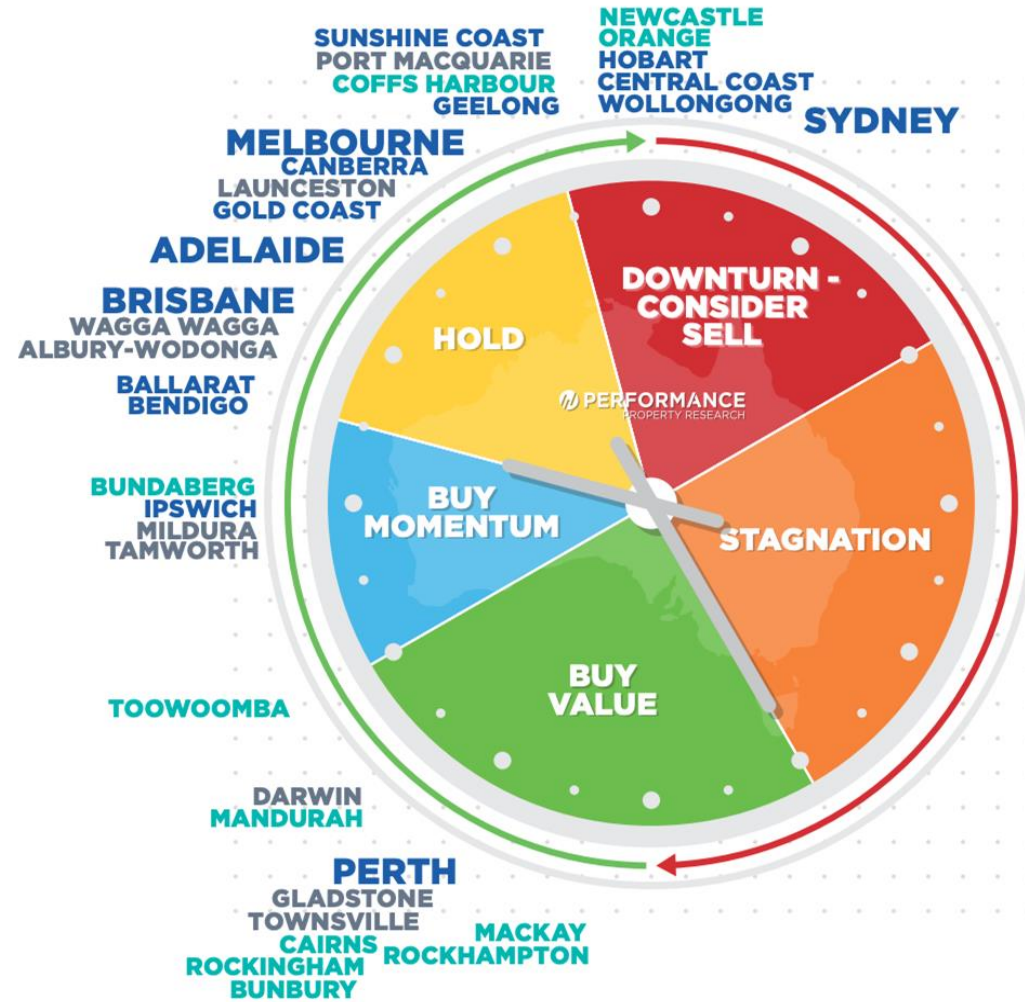 SUNSHINE COAST
PORT MACQUARIE
COFFS HARBOUR
GEELONG
NEWCASTLE
ORANGE
HOBART
CENTRAL COAST
WOLLONGONG
SYDNEY
MELBOURNE
CANBERRA
LAUNCESTON
GOLD COAST
ADELAIDE
BRISBANE
WAGGA WAGGA
ALBURY-WODONGA
BALLARAT
BENDIGO
BUNDABERG
IPSWICH
MILDURA
TAMWORTH
TOOWOOMBA
DARWIN
MANDURAH
PERTH
GLADSTONE
TOWNSVILLE
CAIRNS
ROCKINGHAM
BUNBURY
MACKAY
ROCKHAMPTON
HOLD
DOWNTURN -
CONSIDER
SELL
PERFORMANCE
PROPERTY RESEARCH
BUY
MOMENTUM
STAGNATION
BUY
VALUE